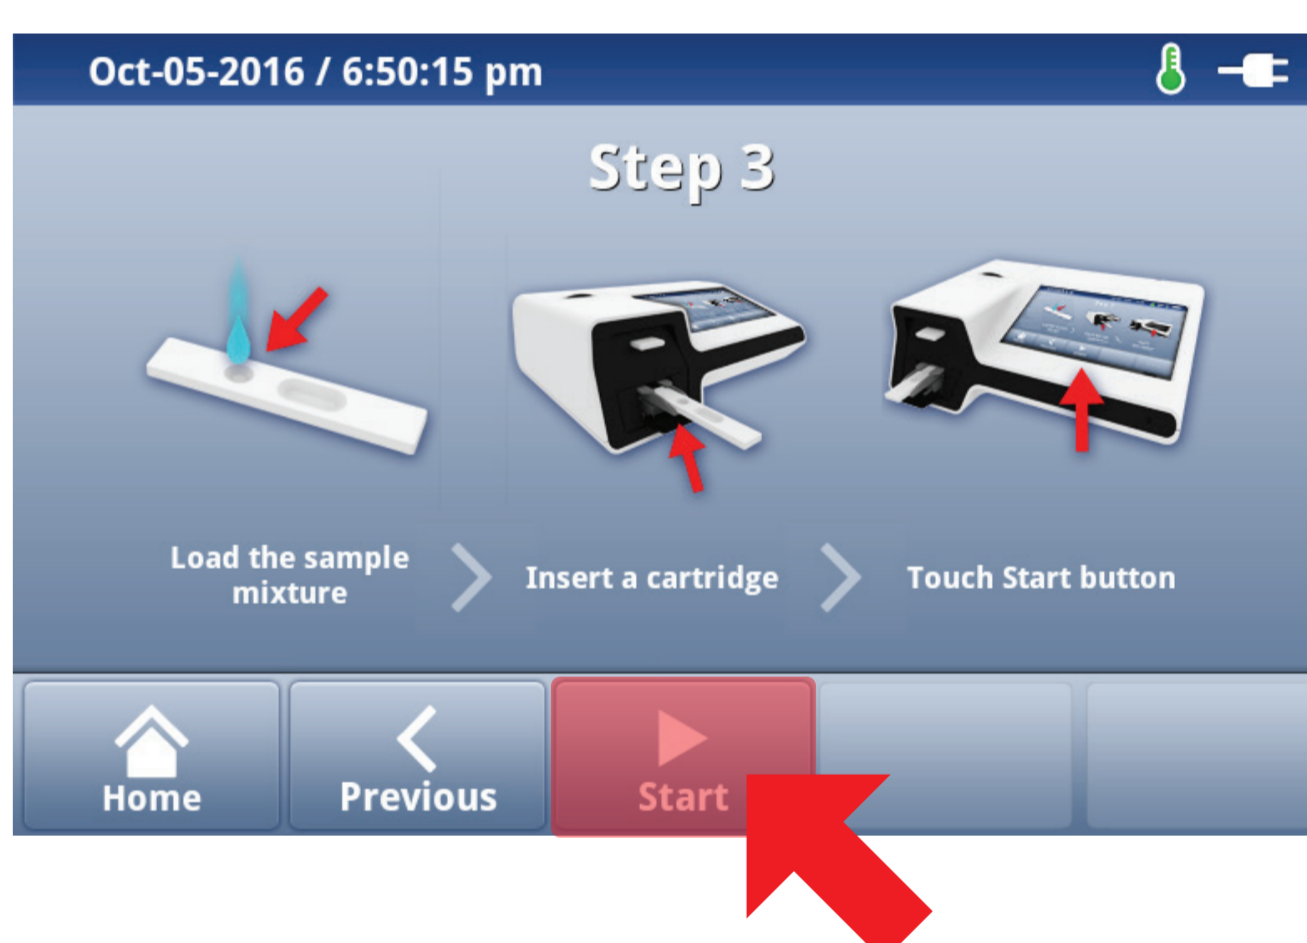 Oct-05-2016 / 6:50:15 pm
Step 3
Load the sample
mixture
Insert a cartridge
Touch Start button
Home
Previous
Start